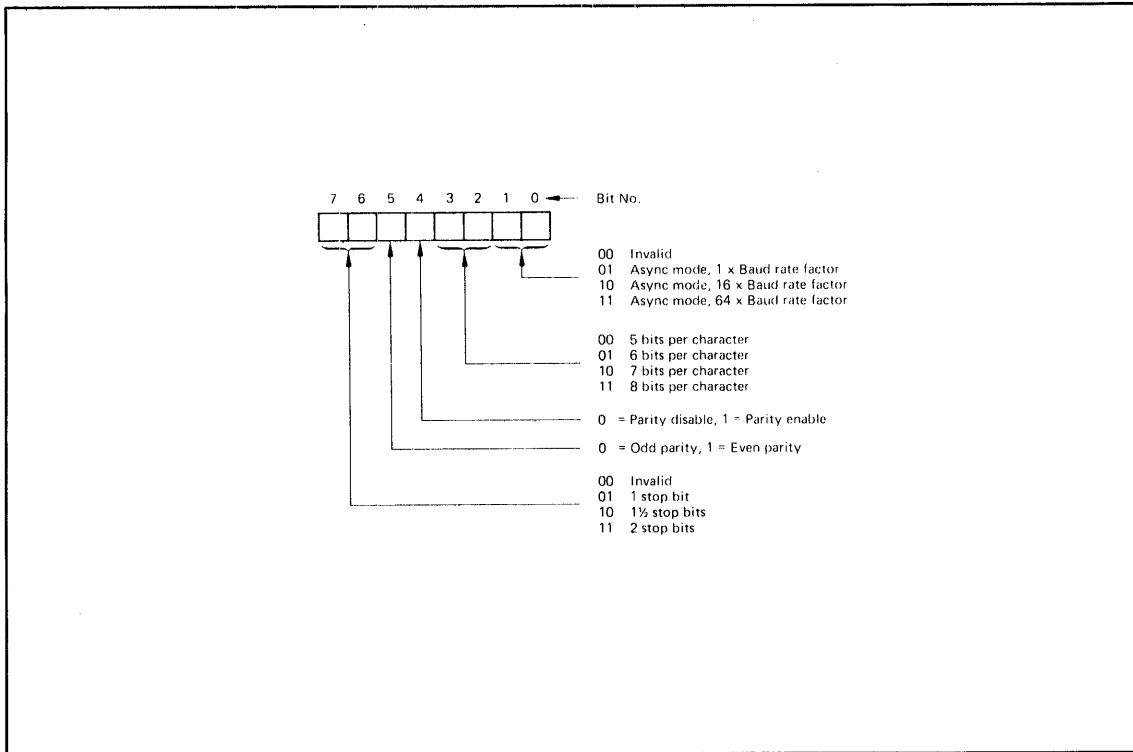 7 6 5 4 3 2 1 0 Bit No.
00 Invalid
01 Async mode, 1 x Baud rate factor
10 Async mode, 16 x Baud rate factor
11 Async mode, 64 x Baud rate factor
00 5 bits per character
01 6 bits per character
10 7 bits per character
11 8 bits per character
0 = Parity disable, 1 = Parity enable
0 = Odd parity, 1 = Even parity
00 Invalid
01 1 stop bit
10 1½ stop bits
11 2 stop bits